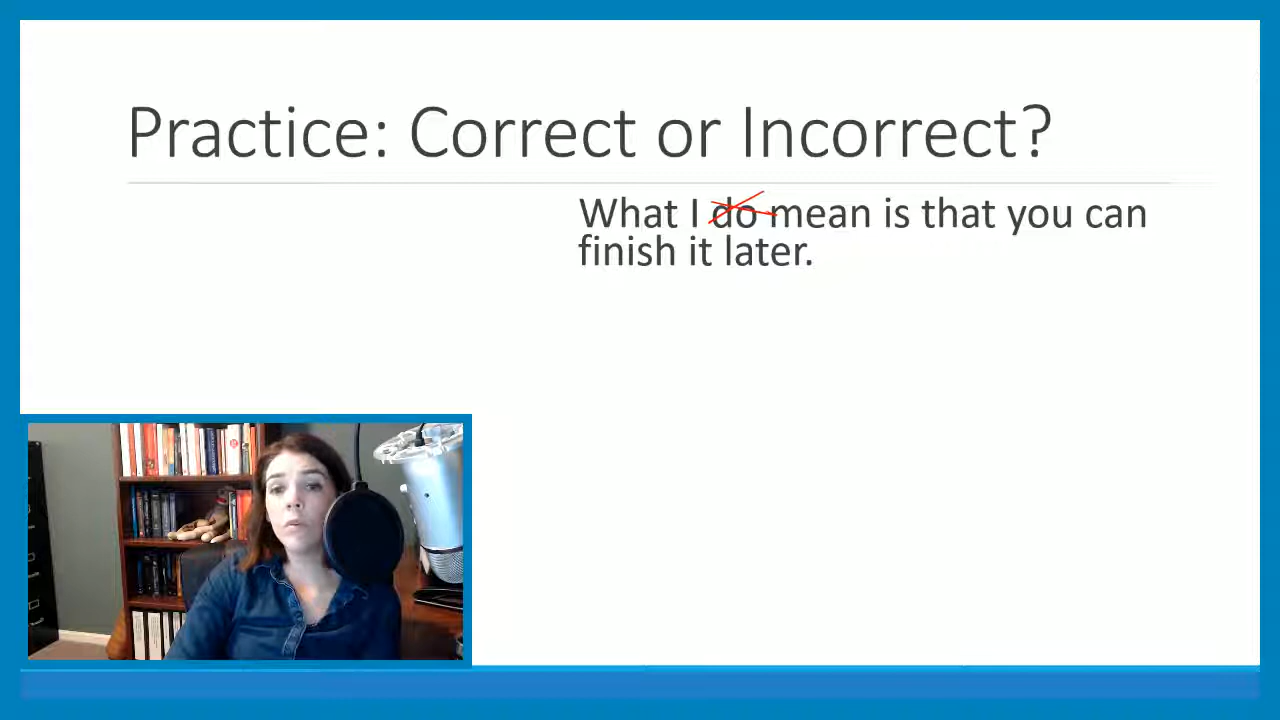 Practice: Correct or Incorrect?
What I do mean is that you can
finish it later.